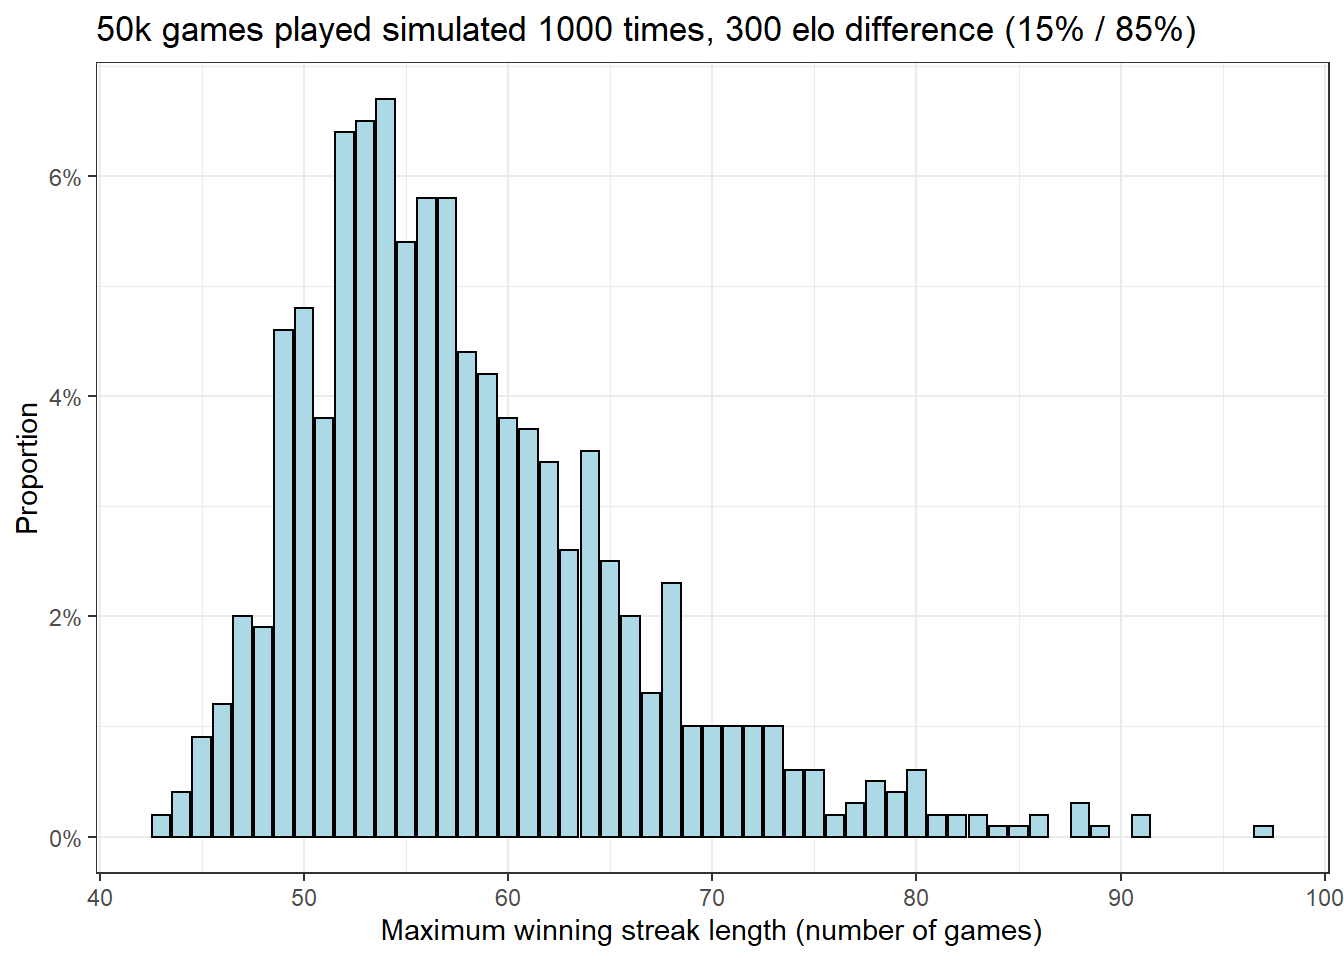 50k games played simulated 1000 times, 300 elo difference (15% / 85%)
Proportion
6%
4%
2%
0%
40 50 60 70 80 90 100
Maximum winning streak length (number of games)